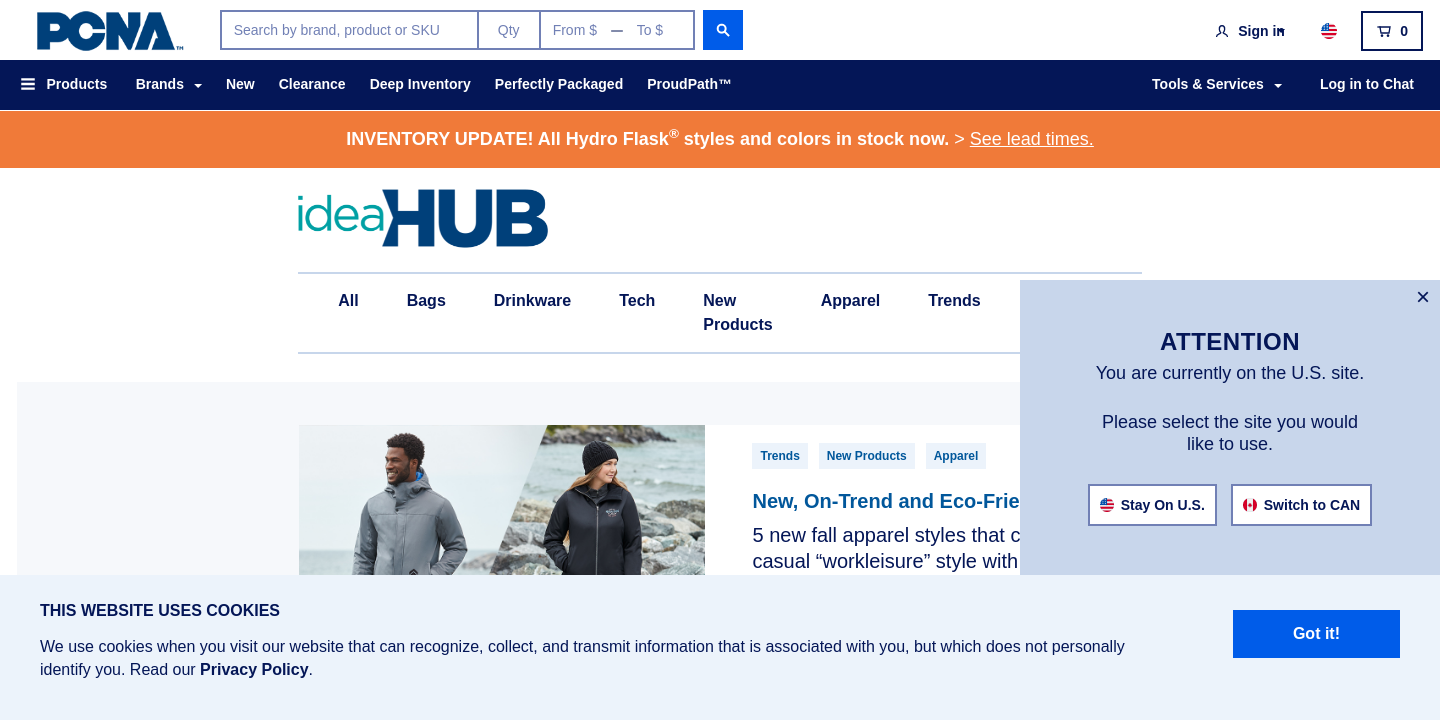 PCNA™
Search by brand, product or SKU
Qty
From $ — To $
Sign in
0
Products
Brands
New
Clearance
Deep Inventory
Perfectly Packaged
ProudPath™
Tools & Services
Log in to Chat
INVENTORY UPDATE! All Hydro Flask® styles and colors in stock now. > See lead times.
ideaHUB
All
Bags
Drinkware
Tech
New
Products
Apparel
Trends
×
ATTENTION
You are currently on the U.S. site.
Please select the site you would
like to use.
Stay On U.S.
Switch to CAN
Trends
New Products
Apparel
New, On-Trend and Eco-Frie
5 new fall apparel styles that c
casual “workleisure” style with
THIS WEBSITE USES COOKIES
We use cookies when you visit our website that can recognize, collect, and transmit information that is associated with you, but which does not personally
identify you. Read our Privacy Policy.
Got it!